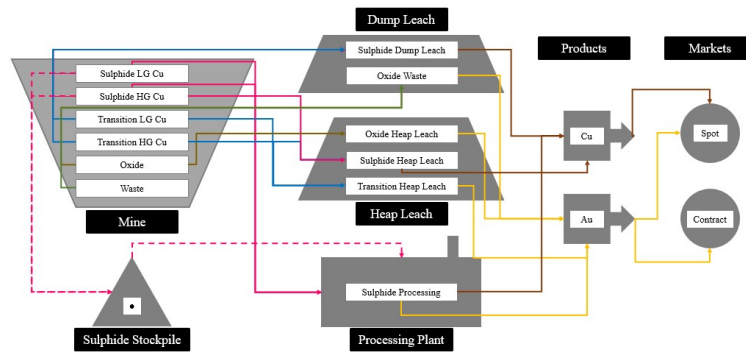 Dump Leach
Products
Markets
Sulphide Dump Leach
Oxide Waste
Sulphide LG Cu
Sulphide HG Cu
Transition LG Cu
Transition HG Cu
Oxide
Waste
Mine
Oxide Heap Leach
Sulphide Heap Leach
Transition Heap Leach
Heap Leach
Cu
Spot
Au
Contract
Sulphide Processing
Sulphide Stockpile
Processing Plant